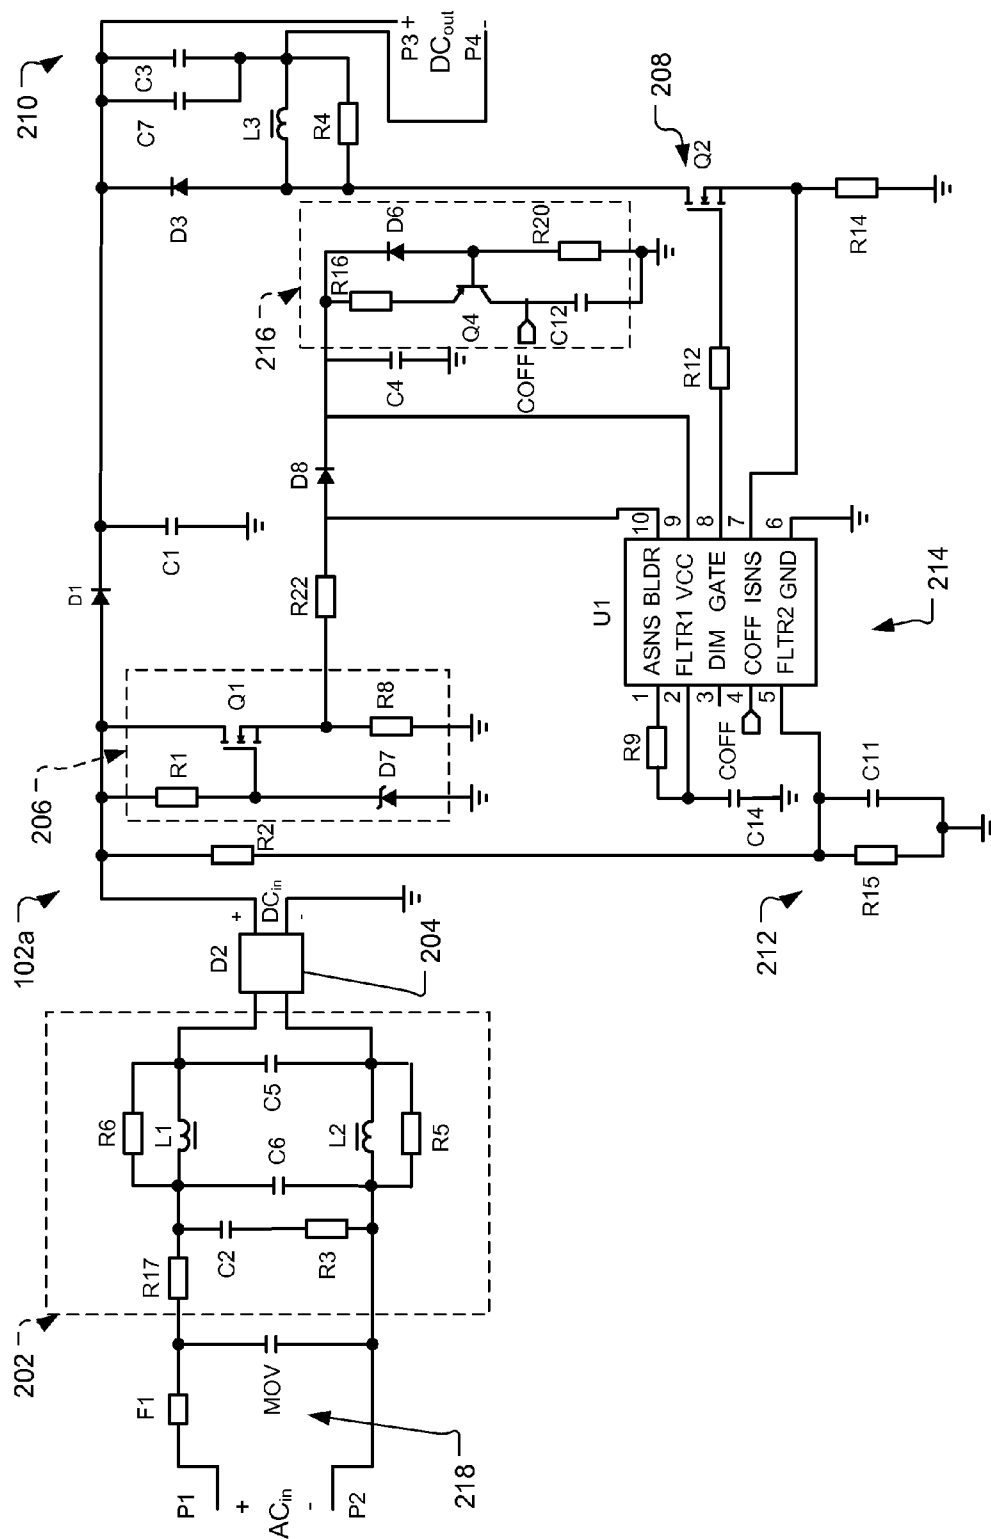 P1
+
AC_in
-
P2
F1
MOV
218
202
R17
C2
R3
R6
L1
C6
C5
L2
R5
D2
204
+
DC_in
-
102a
206
R2
R1
Q1
D7
R8
D1
C1
R22
D8
216
C4
R16
D6
Q4
R20
COFF
C12
210
D3
C7
C3
L3
R4
P3 +
DC_out
P4 -
208
Q2
R14
R12
U1
1 ASNS BLDR 10
2 FLTR1 VCC 9
3 DIM GATE 8
4 COFF ISNS 7
5 FLTR2 GND 6
214
R9
COFF
C14
C11
R15
212